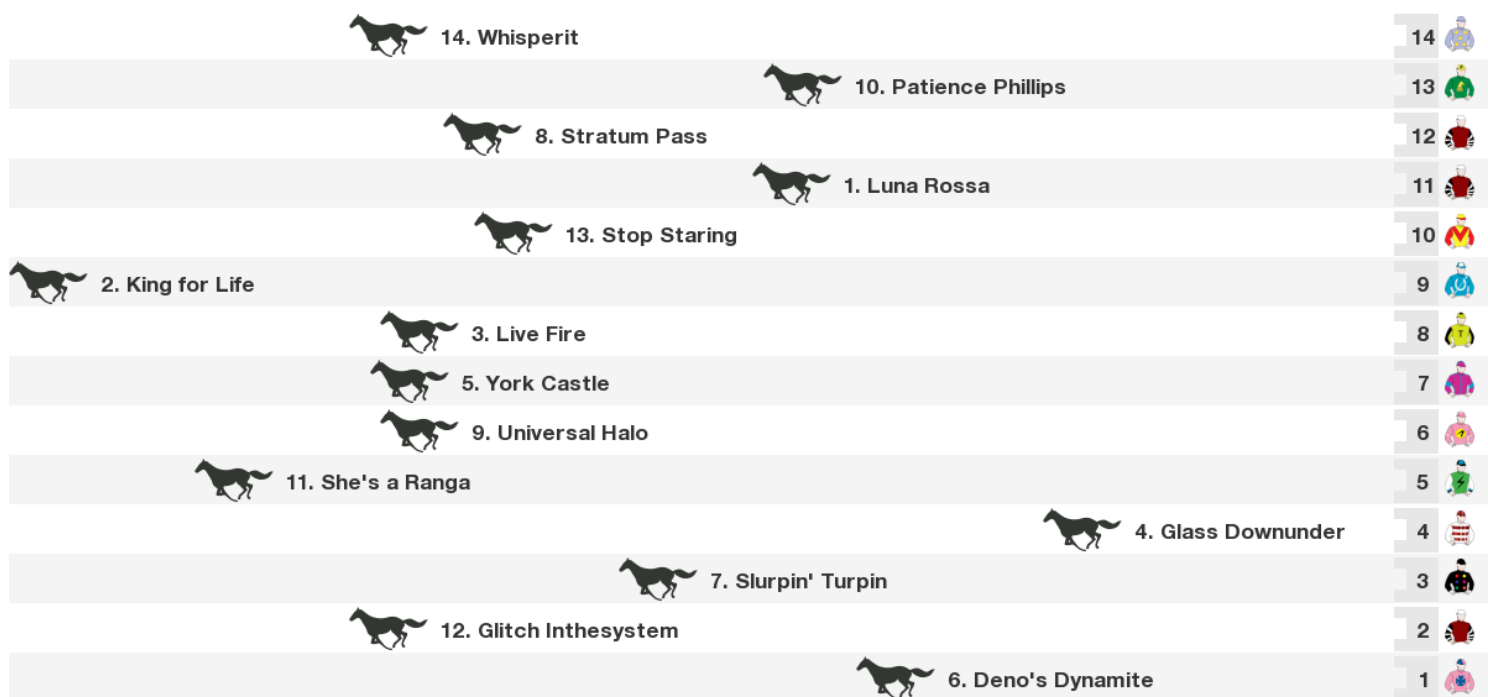 14. Whisperit 14
10. Patience Phillips 13
8. Stratum Pass 12
1. Luna Rossa 11
13. Stop Staring 10
2. King for Life 9
3. Live Fire 8
T
5. York Castle 7
9. Universal Halo 6
11. She's a Ranga 5
4. Glass Downunder 4
7. Slurpin' Turpin 3
12. Glitch Inthesystem 2
6. Deno's Dynamite 1